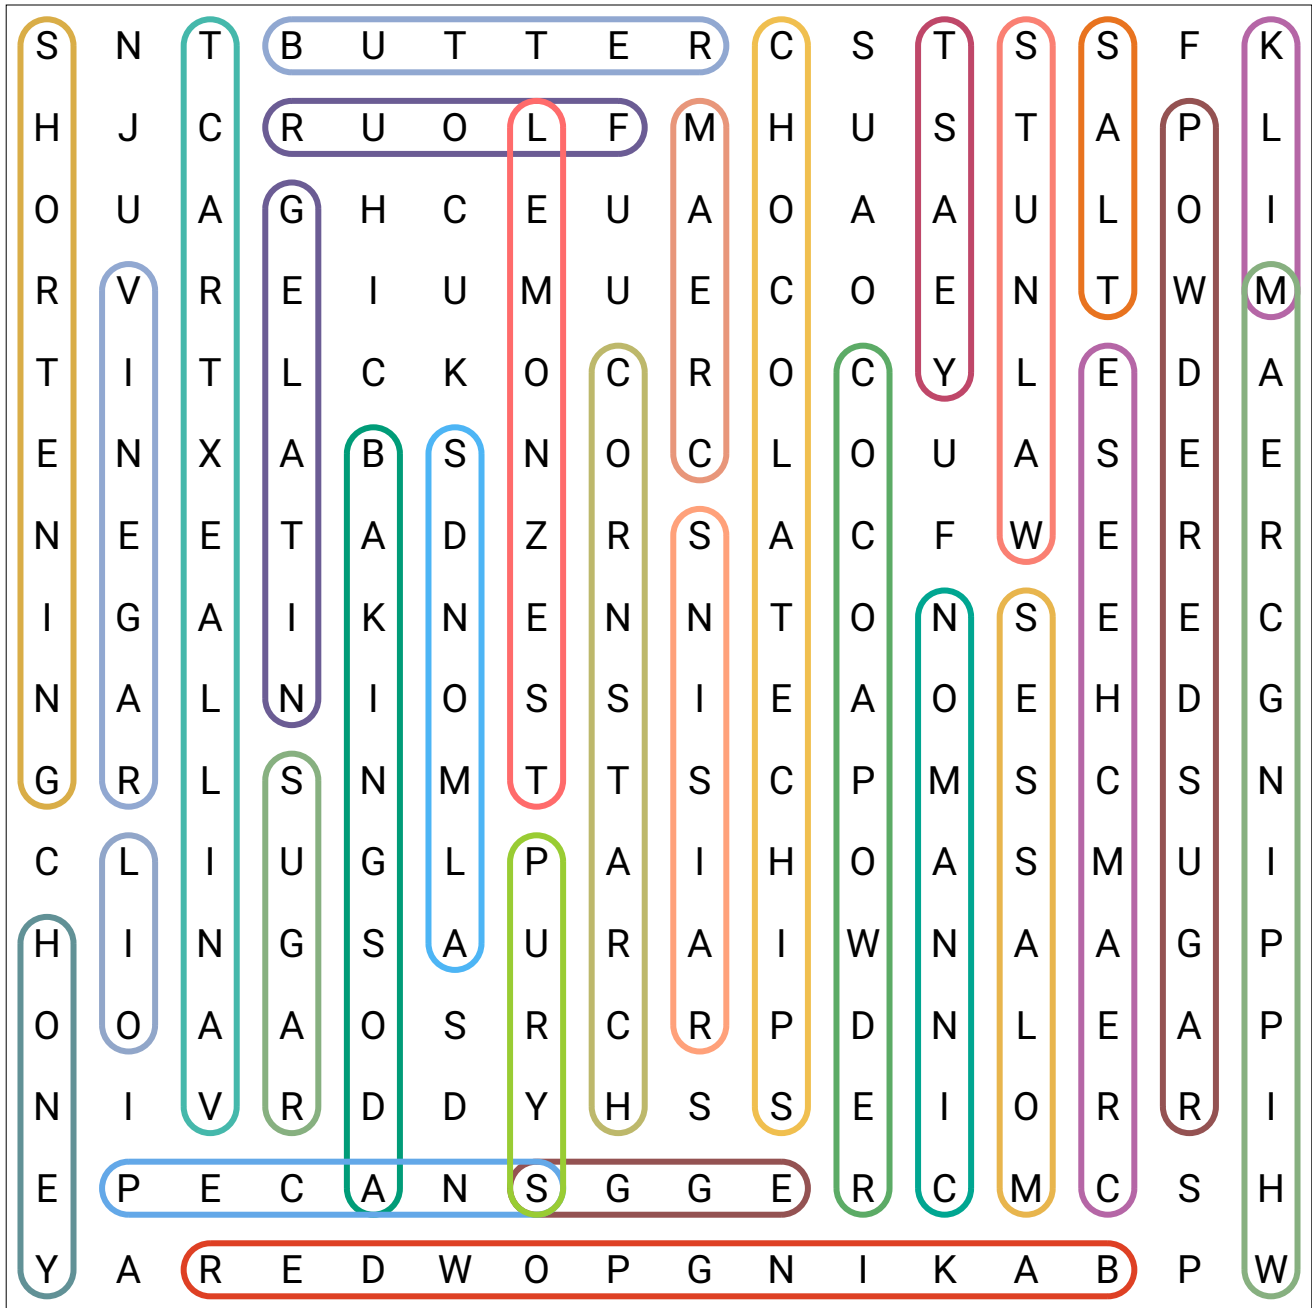 S N T B U T T E R C S T S S F K
H J C R U O L F M H U S T A P L
O U A G H C E U A O A A U L O I
R V R E I U M U E C O E N T W M
T I T L C K O C R O C Y L E D A
E N X A B S N O C L O U A S E E
N E E T A D Z R S A C F W E R R
I G A I K N E N N T O N S E E C
N A L N I O S S I E A O E H D G
G R L S N M T T S C P M S C S N
C L I U G L P A I H O A S M U I
H I N G S A U R A I W N A A G P
O O A A O S R C R P D N L E A P
N I V R D D Y H S S E I O R R I
E P E C A N S G G E R C M C S H
Y A R E D W O P G N I K A B P W